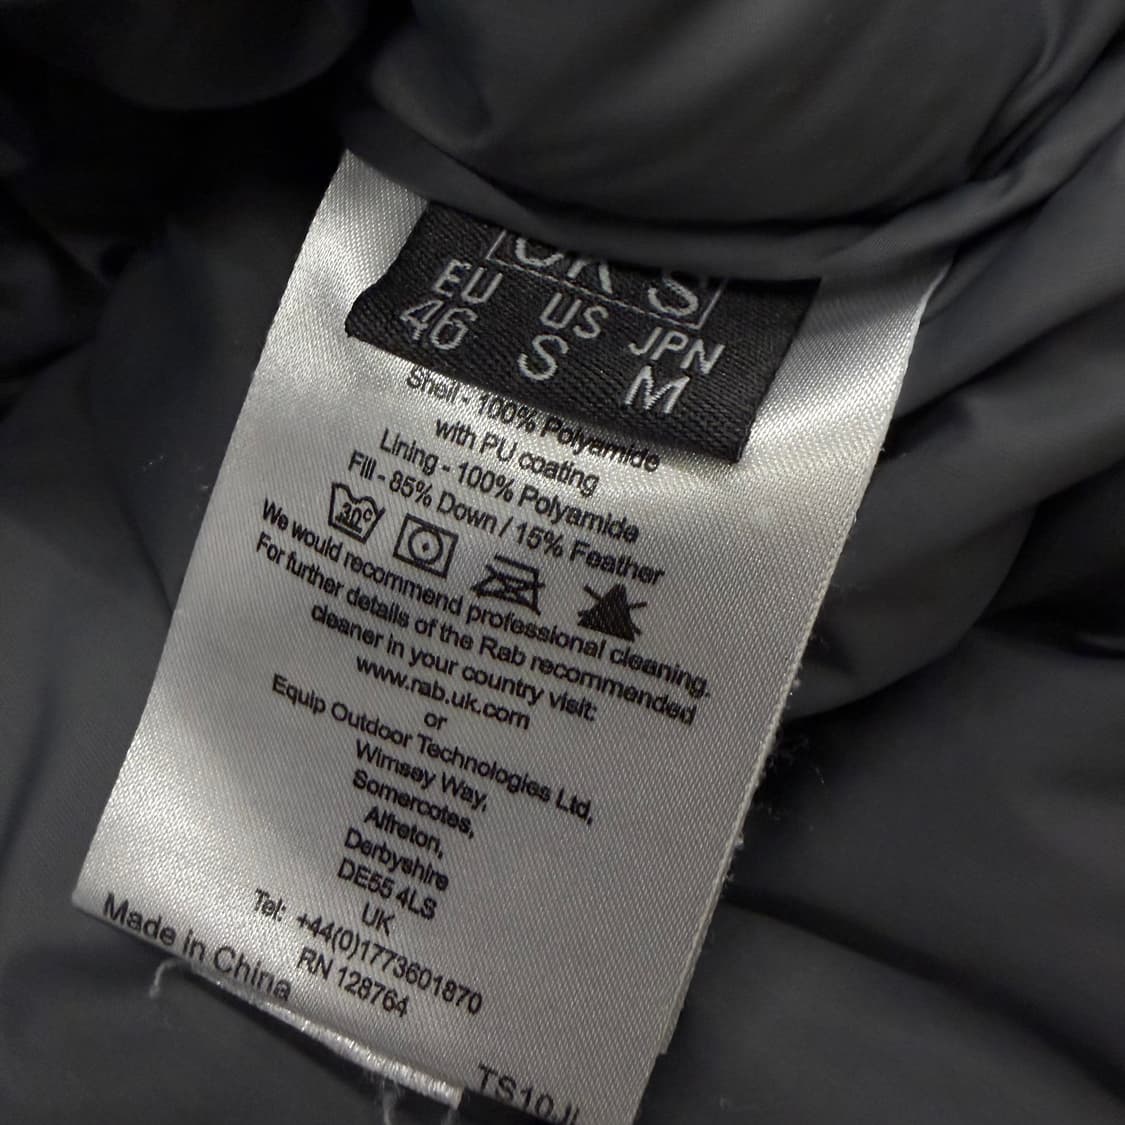 UK S
EU US JPN
46 S M
Shell - 100% Polyamide
with PU coating
Lining - 100% Polyamide
Fill - 85% Down / 15% Feather
30°C
We would recommend professional cleaning.
For further details of the Rab recommended
cleaner in your country visit:
www.rab.uk.com
or
Equip Outdoor Technologies Ltd,
Wimsey Way,
Somercotes,
Alfreton,
Derbyshire
DE55 4LS
UK
Tel: +44(0)1773601870
RN 128764
Made in China